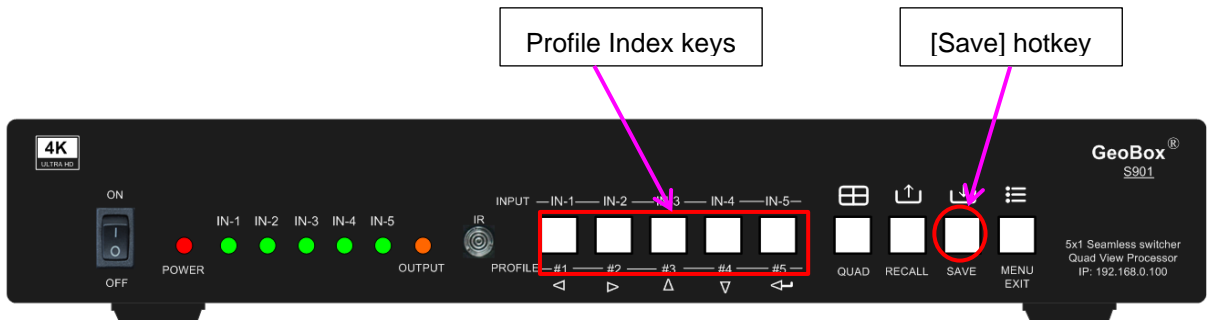 Profile Index keys
[Save] hotkey
4K
ULTRA HD
GeoBox®
S901
ON
IN-1 IN-2 IN-3 IN-4 IN-5
IR
INPUT IN-1 IN-2 IN-3 IN-4 IN-5
POWER
OUTPUT
PROFILE #1 #2 #3 #4 #5
QUAD RECALL SAVE MENU
EXIT
OFF
5x1 Seamless switcher
Quad View Processor
IP: 192.168.0.100